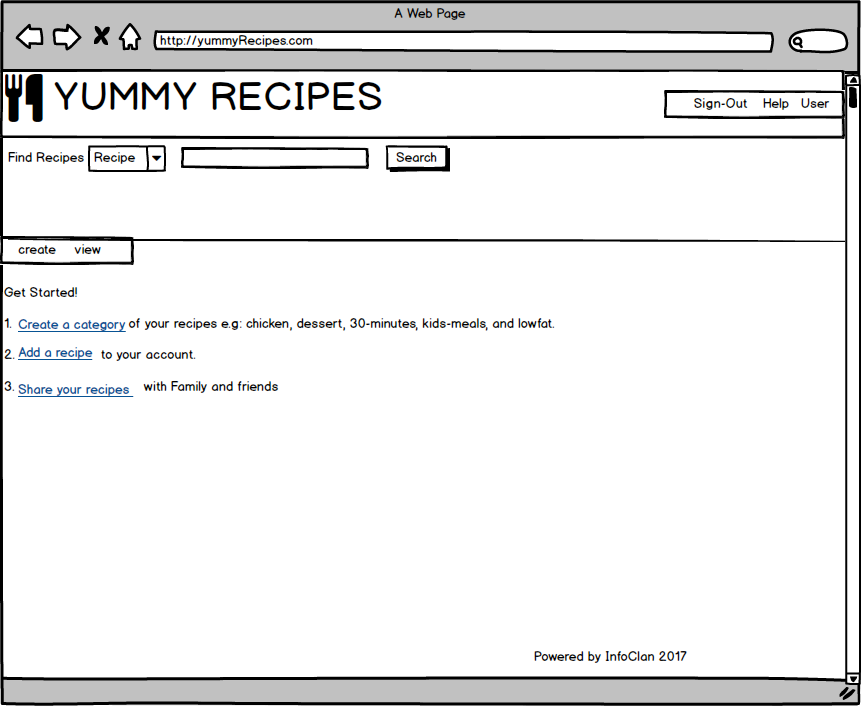 A Web Page
http://yummyRecipes.com
YUMMY RECIPES
Sign-Out Help User
Find Recipes Recipe Search
create view
Get Started!
1. Create a category of your recipes e.g: chicken, dessert, 30-minutes, kids-meals, and lowfat.
2. Add a recipe to your account.
3. Share your recipes with Family and friends
Powered by InfoClan 2017